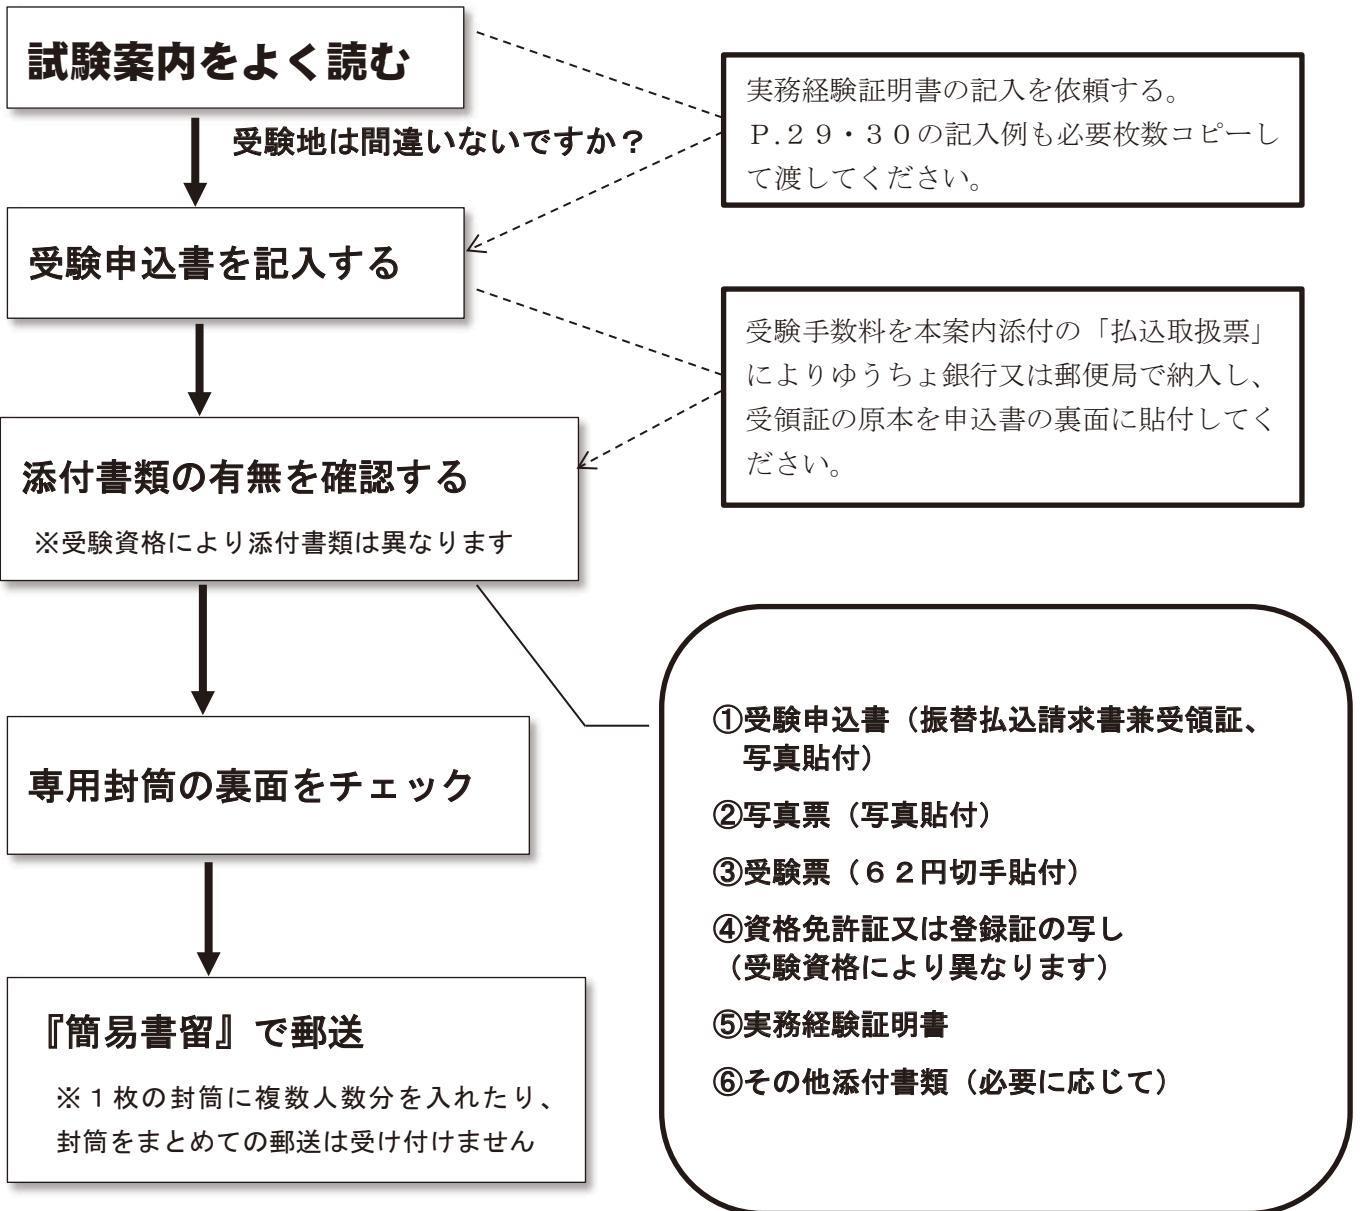 試験案内をよく読む
受験地は間違いないですか？
実務経験証明書の記入を依頼する。
Ｐ.２９・３０の記入例も必要枚数コピーし
て渡してください。
受験申込書を記入する
受験手数料を本案内添付の「払込取扱票」
によりゆうちょ銀行又は郵便局で納入し、
受領証の原本を申込書の裏面に貼付してく
ださい。
添付書類の有無を確認する
※受験資格により添付書類は異なります
専用封筒の裏面をチェック
『簡易書留』で郵送
※１枚の封筒に複数人数分を入れたり、
封筒をまとめての郵送は受け付けません
①受験申込書（振替払込請求書兼受領証、
写真貼付）
②写真票（写真貼付）
③受験票（６２円切手貼付）
④資格免許証又は登録証の写し
（受験資格により異なります）
⑤実務経験証明書
⑥その他添付書類（必要に応じて）